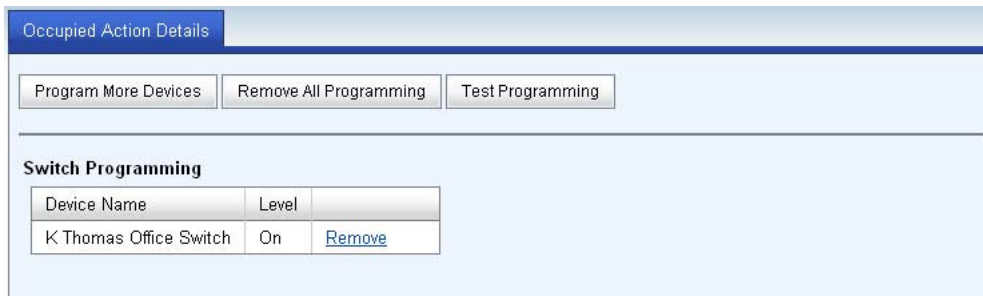 Occupied Action Details
Program More Devices Remove All Programming Test Programming
Switch Programming
Device Name Level
K Thomas Office Switch On Remove